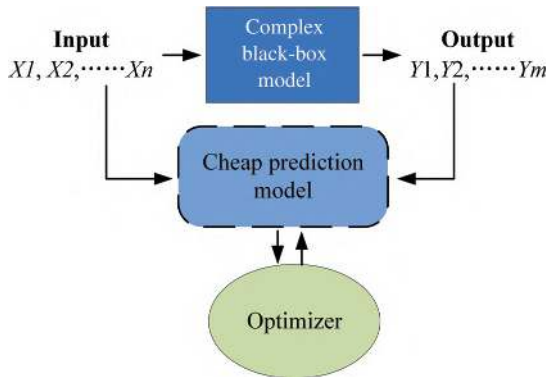 Input
X1, X2,······Xn
Complex
black-box
model
Output
Y1,Y2,······Ym
Cheap prediction
model
Optimizer